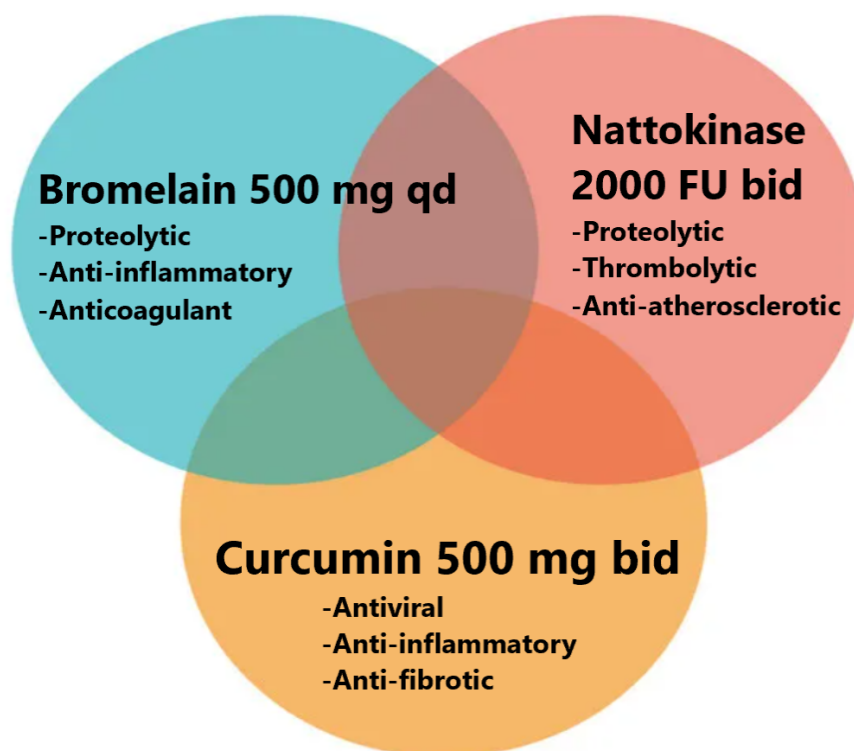 Bromelain 500 mg qd
-Proteolytic
-Anti-inflammatory
-Anticoagulant
Nattokinase
2000 FU bid
-Proteolytic
-Thrombolytic
-Anti-atherosclerotic
Curcumin 500 mg bid
-Antiviral
-Anti-inflammatory
-Anti-fibrotic